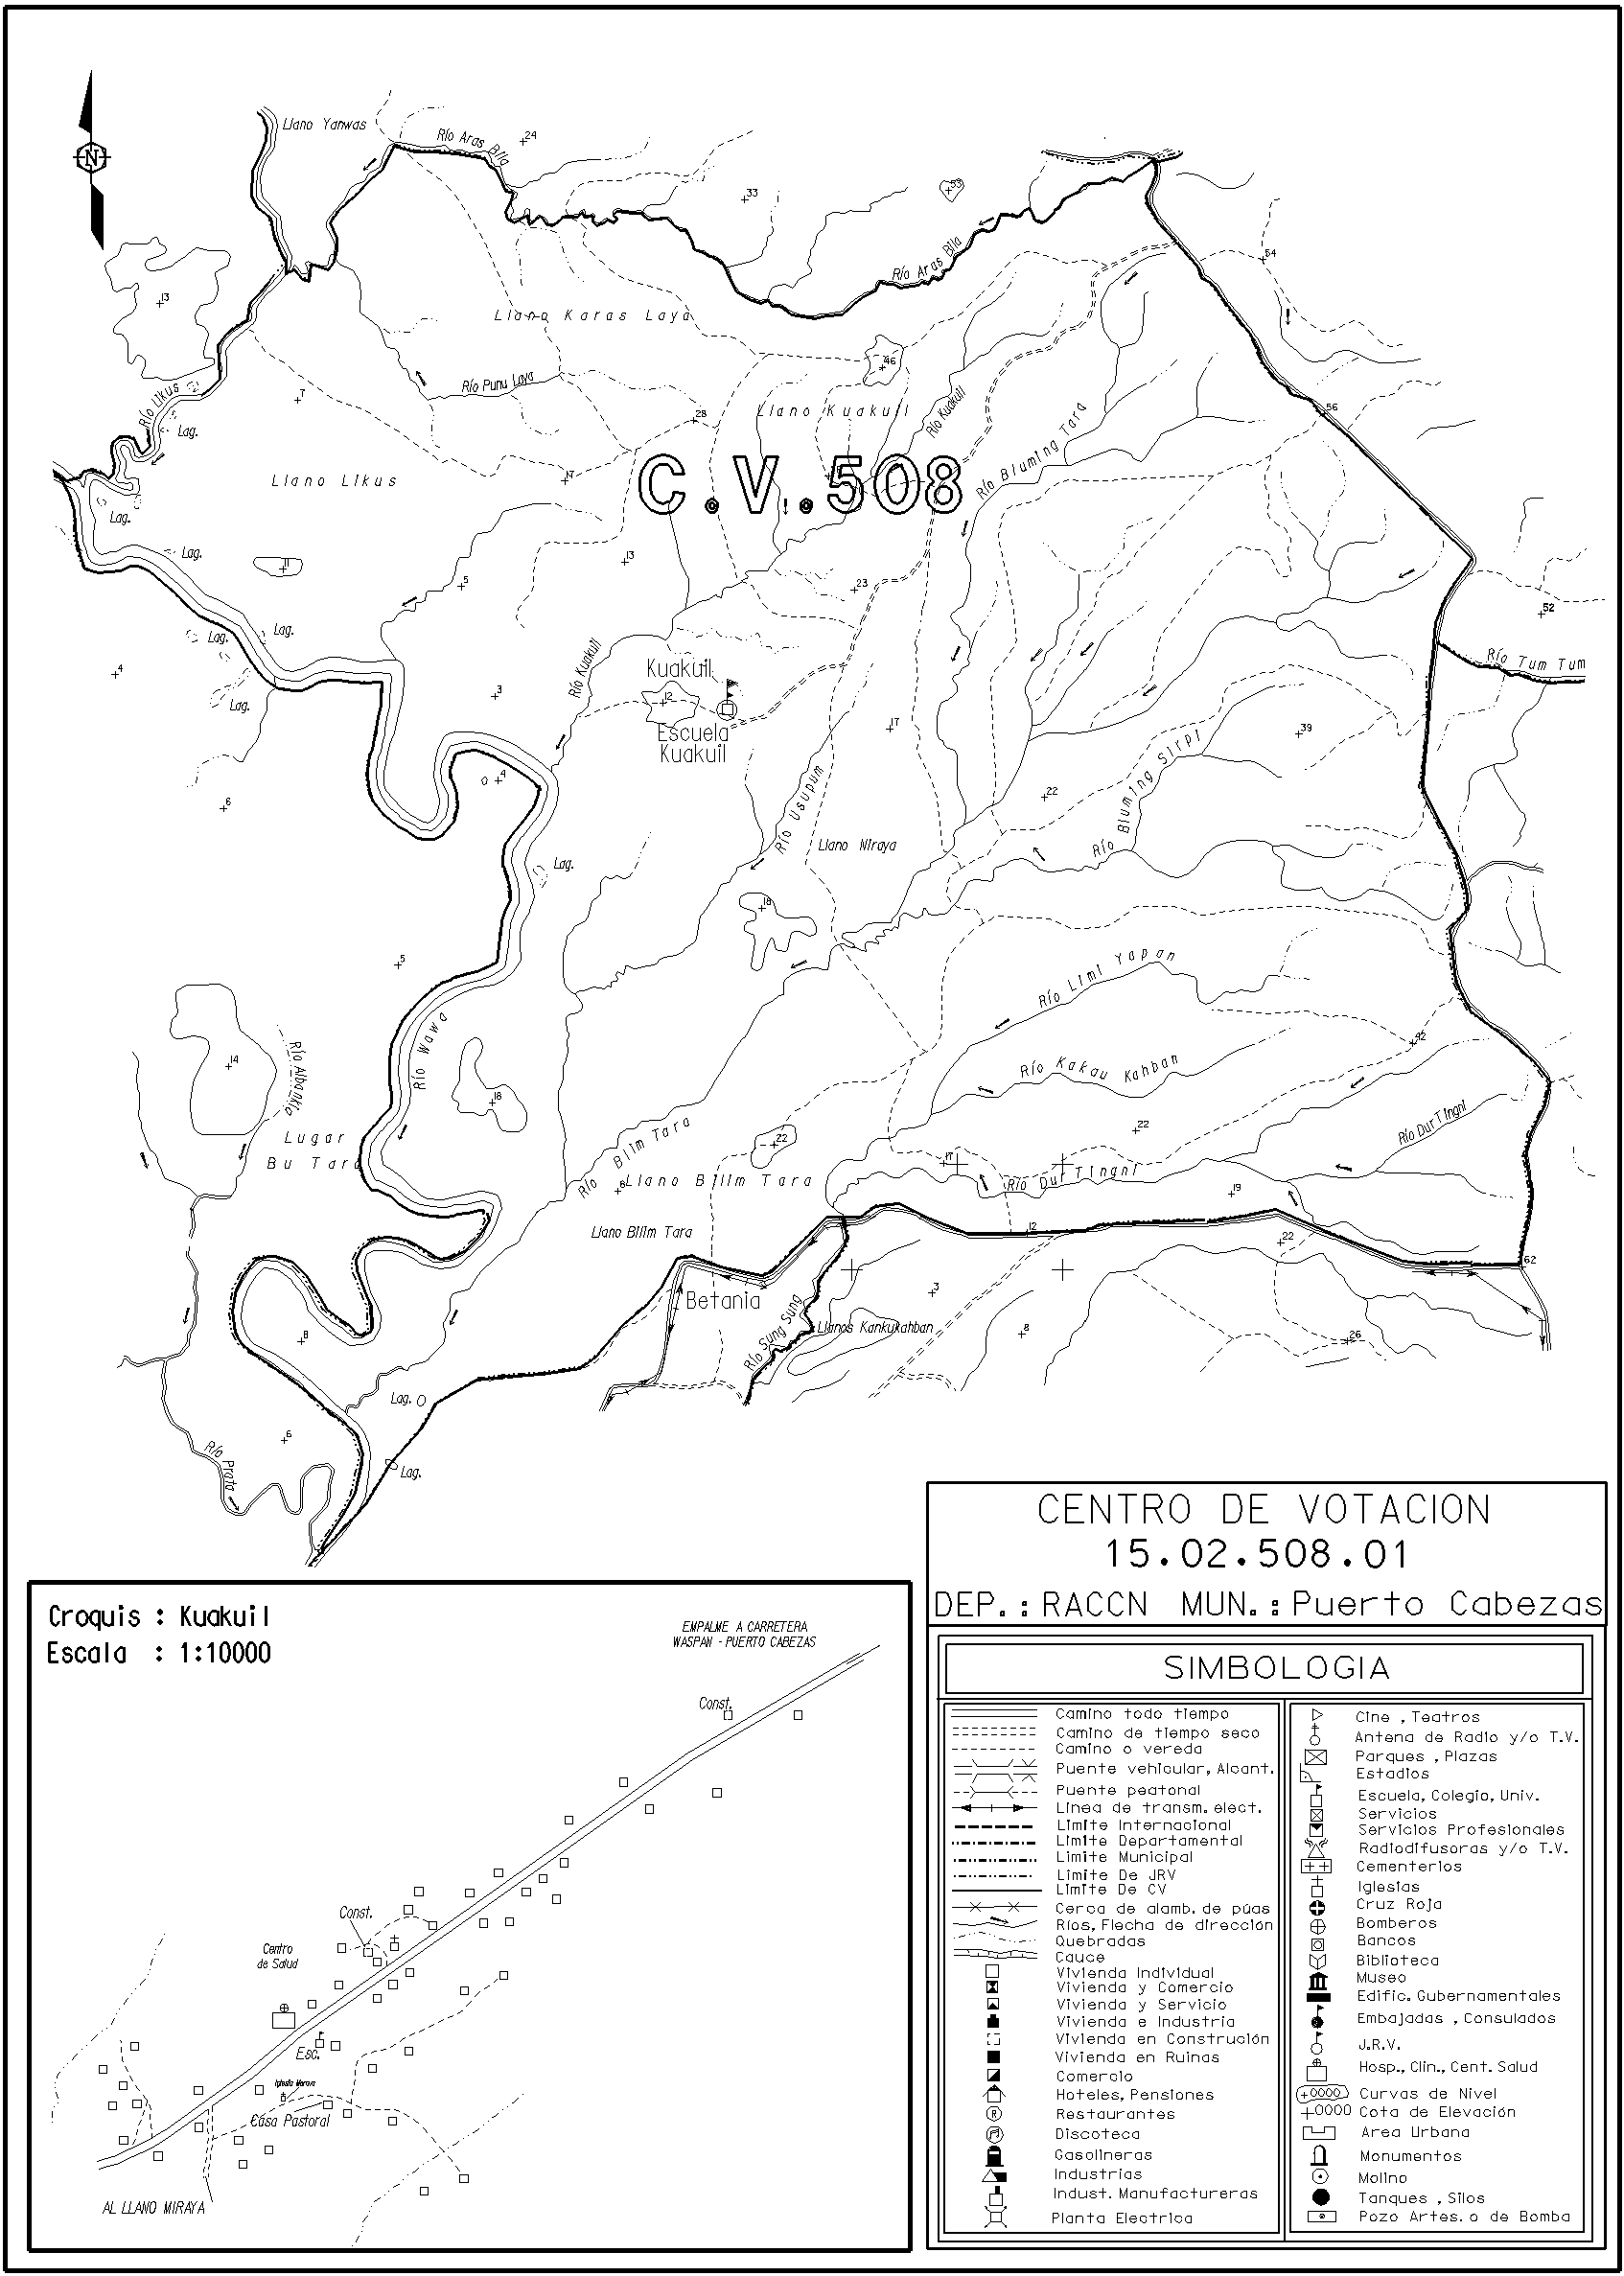 N
Llano Yanwas
Río Aras Bila
24
33
53
54
13
Río Aras Bila
Llano Karas Laya
46
Río Likus
7
Río Punu Laya
28
Llano Kuakuil
Río Kuakuil
56
Lag.
Llano Likus
17
C.V..508
Río Bluming Tara
Lag.
Lag.
11
5
13
23
52
Lag.
Lag.
Río Kuakuil
Kuakuil
Río Tum Tum
4
3
12
Lag.
Escuela
Kuakuil
17
39
Río Bluming Sirpi
4
6
22
Río Usupum
Llano Niraya
Lag.
18
5
Río Limi Yapan
Río Wawa
14
Río Albankia
42
18
Río Kakau Kahban
Lugar
Bu Tara
Río Bilm Tara
22
22
Río Dur Tingni
17
Río Dur Tingni
6
Llano Bilim Tara
19
Llano Bilim Tara
12
22
62
Betania
3
8
Río Sung Sung
Llanos Kankukahban
8
26
Lag.
6
Río Prata
Lag.
CENTRO DE VOTACION
15.02.508.01
DEP.: RACCN MUN.: Puerto Cabezas
Croquis : Kuakuil
Escala : 1:10000
EMPALME A CARRETERA
WASPAN - PUERTO CABEZAS
Const.
Const.
Centro
de Salud
Esc.
Iglesia Morava
Casa Pastoral
AL LLANO MIRAYA
SIMBOLOGIA
Camino todo tiempo
Camino de tiempo seco
Camino o vereda
Puente vehicular, Alcant.
Puente peatonal
Linea de transm. elect.
Limite Internacional
Limite Departamental
Limite Municipal
Limite De JRV
Limite De CV
Cerca de alamb. de púas
Ríos, Flecha de dirección
Quebradas
Cauce
Vivienda Individual
Vivienda y Comercio
Vivienda y Servicio
Vivienda e Industria
Vivienda en Construción
Vivienda en Ruinas
Comercio
Hoteles, Pensiones
R Restaurantes
Discoteca
Gasolineras
Industrias
Indust. Manufactureras
Planta Electrica
Cine , Teatros
Antena de Radio y/o T.V.
Parques , Plazas
Estadios
Escuela, Colegio, Univ.
Servicios
Servicios Profesionales
Radiodifusoras y/o T.V.
Cementerios
Iglesias
Cruz Roja
Bomberos
Bancos
Biblioteca
Museo
Edific. Gubernamentales
Embajadas , Consulados
J.R.V.
Hosp., Clin., Cent. Salud
+0000 Curvas de Nivel
+0000 Cota de Elevación
Area Urbana
Monumentos
Molino
Tanques , Silos
Pozo Artes. o de Bomba